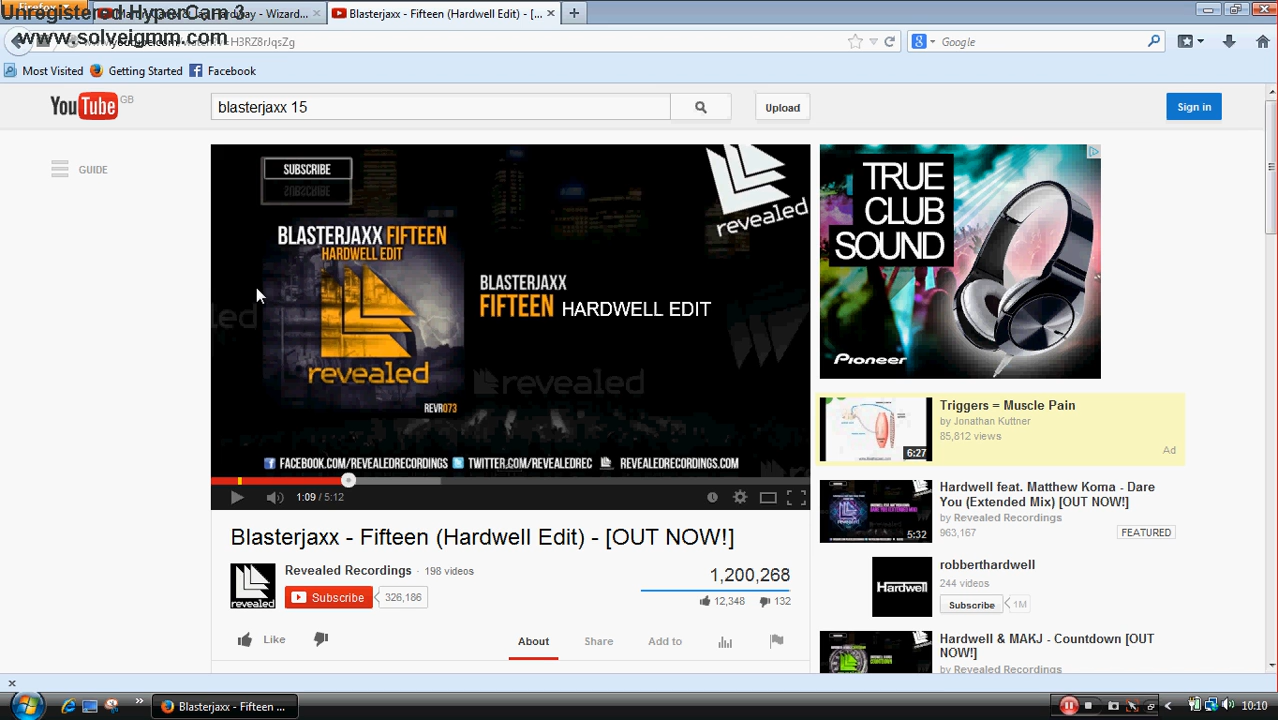 Unregistered HyperCam 3
www.solveigmm.com
Wizard...
Blasterjaxx - Fifteen (Hardwell Edit) - [...
H3RZ8rJqsZg
Google
Most Visited
Getting Started
Facebook
YouTube GB
blasterjaxx 15
Upload
Sign in
GUIDE
SUBSCRIBE
revealed
BLASTERJAXX FIFTEEN
HARDWELL EDIT
revealed
REVR073
BLASTERJAXX
FIFTEEN HARDWELL EDIT
revealed
FACEBOOK.COM/REVEALEDRECORDINGS
TWITTER.COM/REVEALEDREC
REVEALEDRECORDINGS.COM
1:09 / 5:12
TRUE
CLUB
SOUND
Pioneer
Triggers = Muscle Pain
by Jonathan Kuttner
85,812 views
Ad
6:27
Hardwell feat. Matthew Koma - Dare
You (Extended Mix) [OUT NOW!]
by Revealed Recordings
963,167
FEATURED
5:32
robberthardwell
244 videos
Subscribe
1M
Hardwell
Hardwell & MAKJ - Countdown [OUT
NOW!]
by Revealed Recordings
Blasterjaxx - Fifteen (Hardwell Edit) - [OUT NOW!]
revealed
Revealed Recordings · 198 videos
Subscribe
326,186
1,200,268
12,348
132
Like
About
Share
Add to
Blasterjaxx - Fifteen ...
10:10